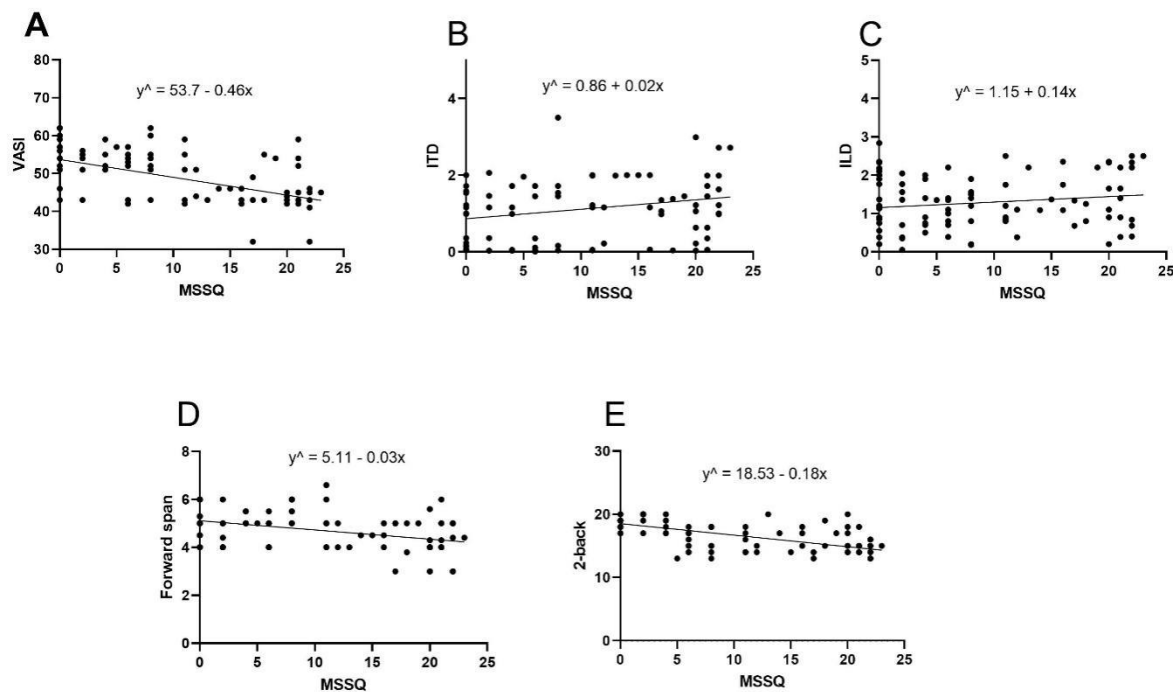 A
y^ = 53.7 - 0.46x
VASI
80
70
60
50
40
30
0 5 10 15 20 25
MSSQ
B
y^ = 0.86 + 0.02x
ITD
4
2
0
0 5 10 15 20 25
MSSQ
C
y^ = 1.15 + 0.14x
ILD
5
4
3
2
1
0
0 5 10 15 20 25
MSSQ
D
y^ = 5.11 - 0.03x
Forward span
8
6
4
2
0
0 5 10 15 20 25
MSSQ
E
y^ = 18.53 - 0.18x
2-back
30
20
10
0
0 5 10 15 20 25
MSSQ